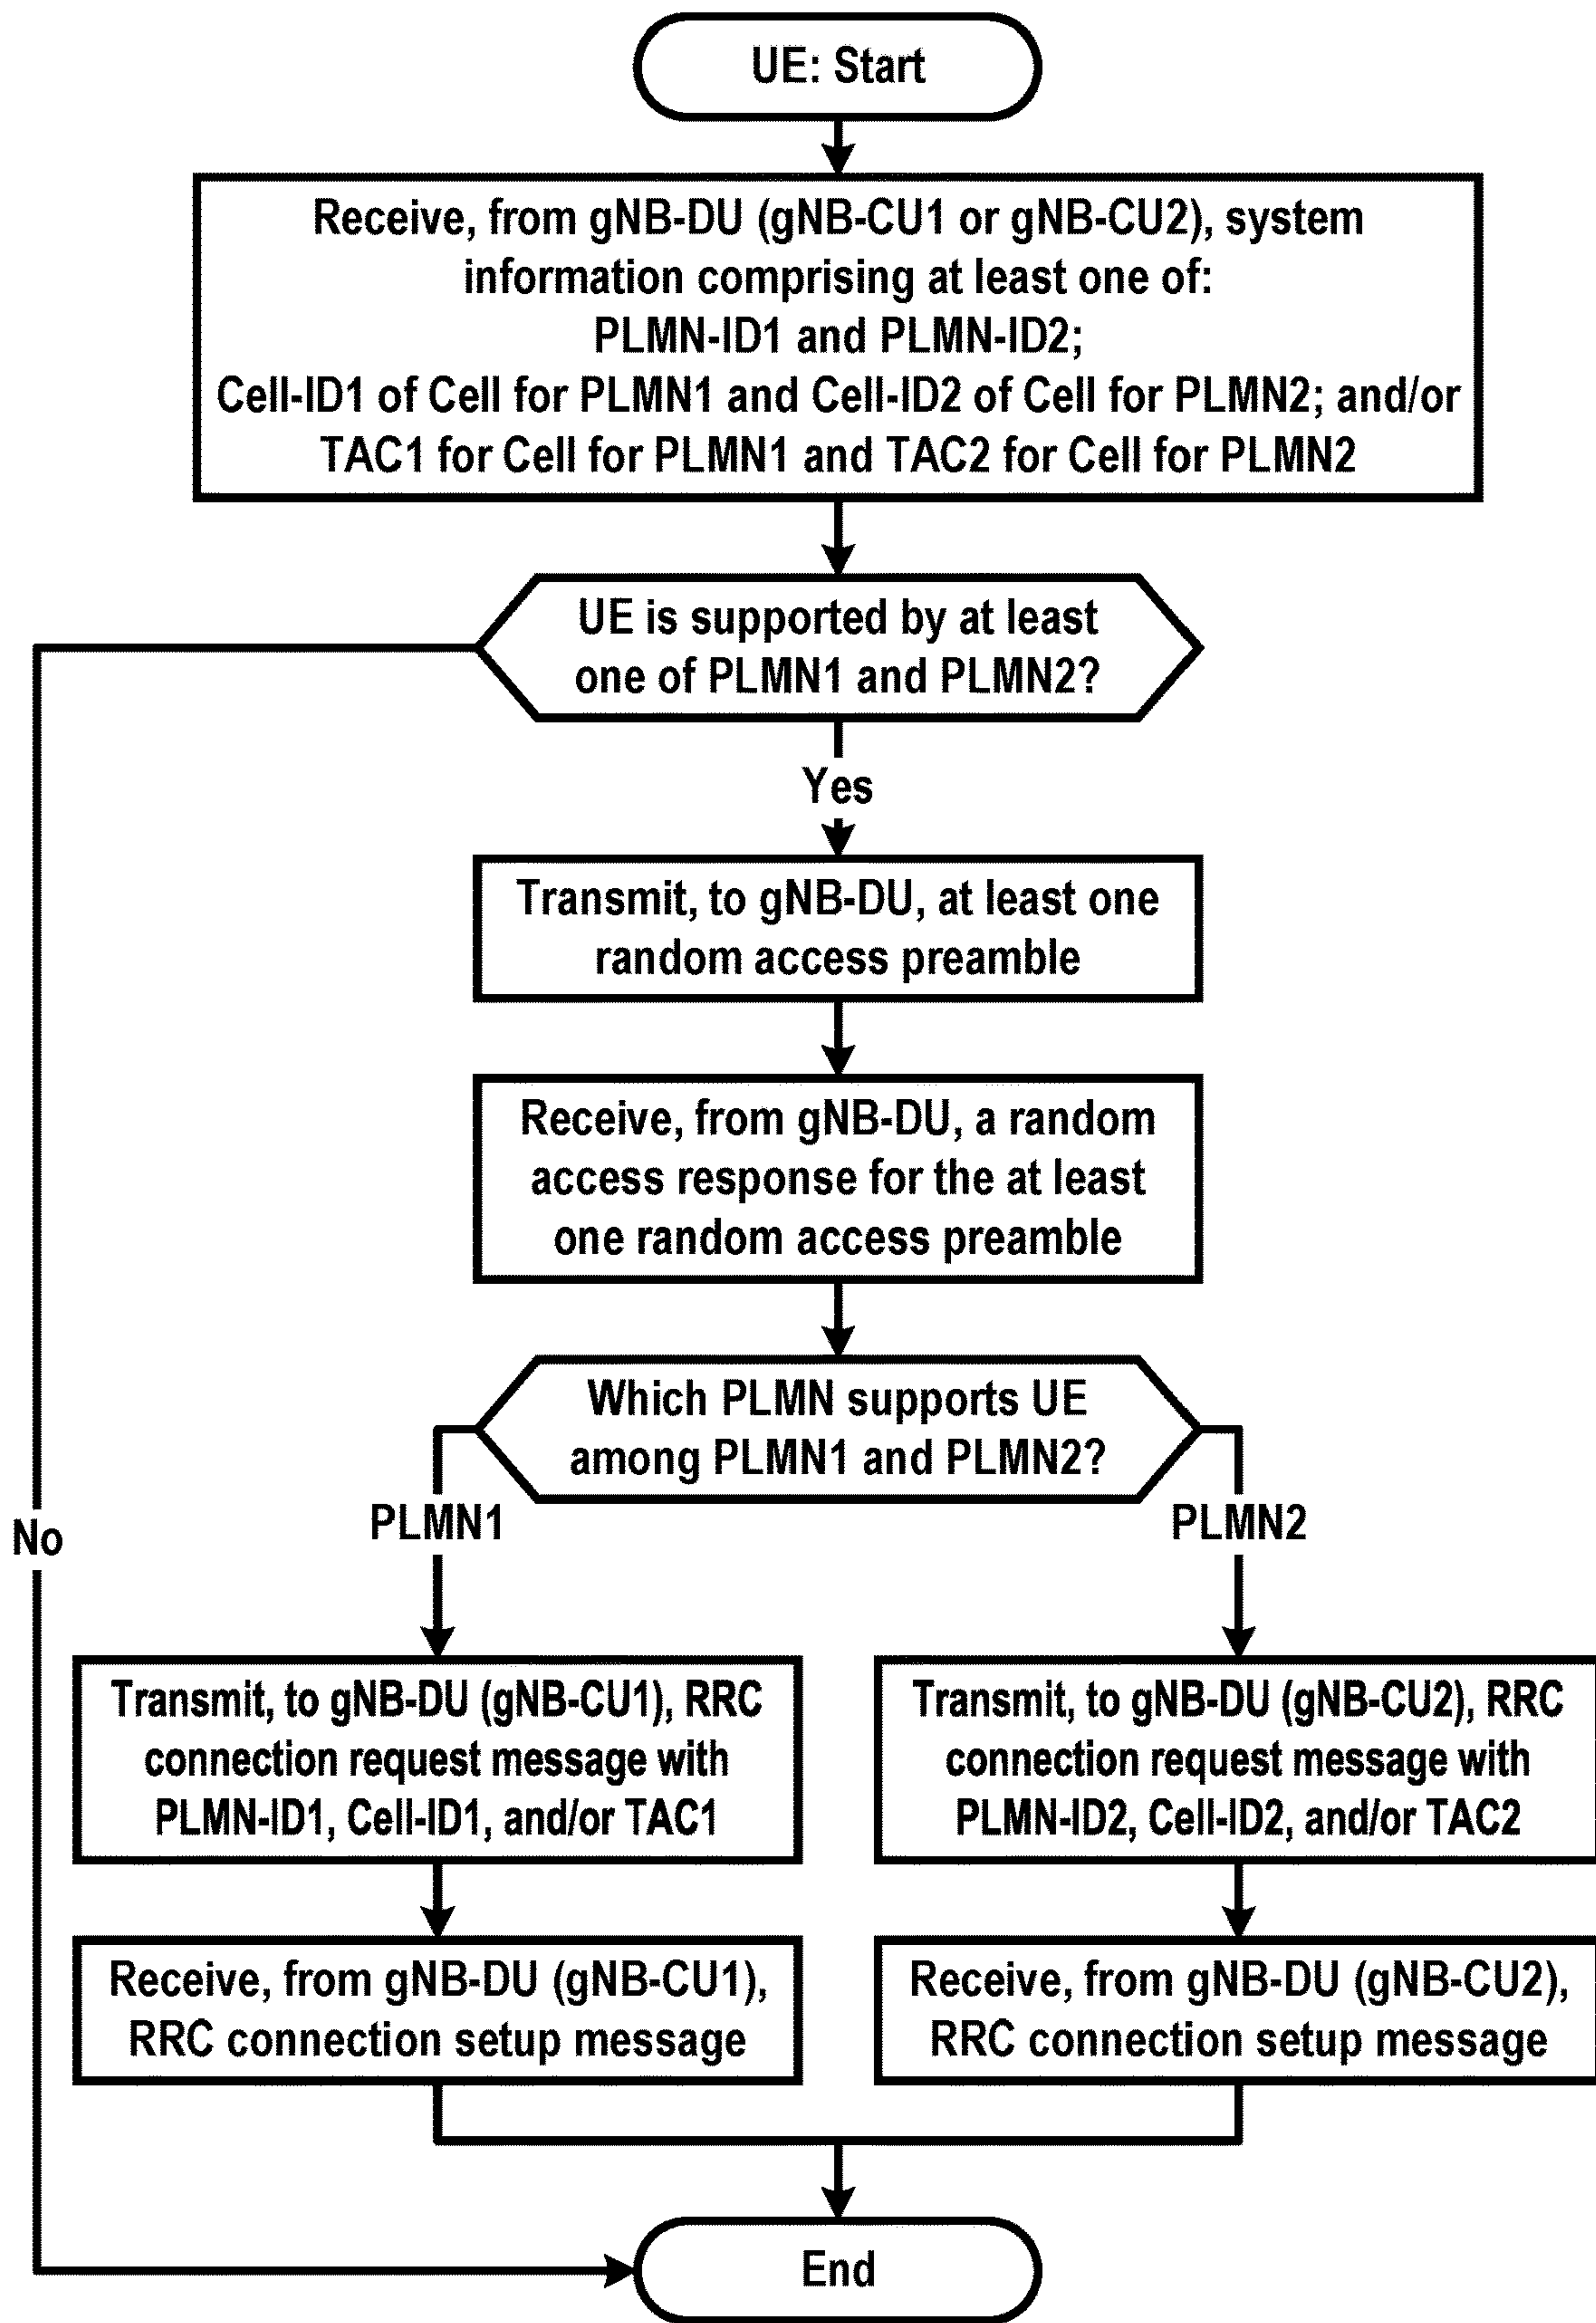 UE: Start
Receive, from gNB-DU (gNB-CU1 or gNB-CU2), system
information comprising at least one of:
PLMN-ID1 and PLMN-ID2;
Cell-ID1 of Cell for PLMN1 and Cell-ID2 of Cell for PLMN2; and/or
TAC1 for Cell for PLMN1 and TAC2 for Cell for PLMN2
UE is supported by at least
one of PLMN1 and PLMN2?
Yes
Transmit, to gNB-DU, at least one
random access preamble
Receive, from gNB-DU, a random
access response for the at least
one random access preamble
Which PLMN supports UE
among PLMN1 and PLMN2?
No
PLMN1
PLMN2
Transmit, to gNB-DU (gNB-CU1), RRC
connection request message with
PLMN-ID1, Cell-ID1, and/or TAC1
Transmit, to gNB-DU (gNB-CU2), RRC
connection request message with
PLMN-ID2, Cell-ID2, and/or TAC2
Receive, from gNB-DU (gNB-CU1),
RRC connection setup message
Receive, from gNB-DU (gNB-CU2),
RRC connection setup message
End